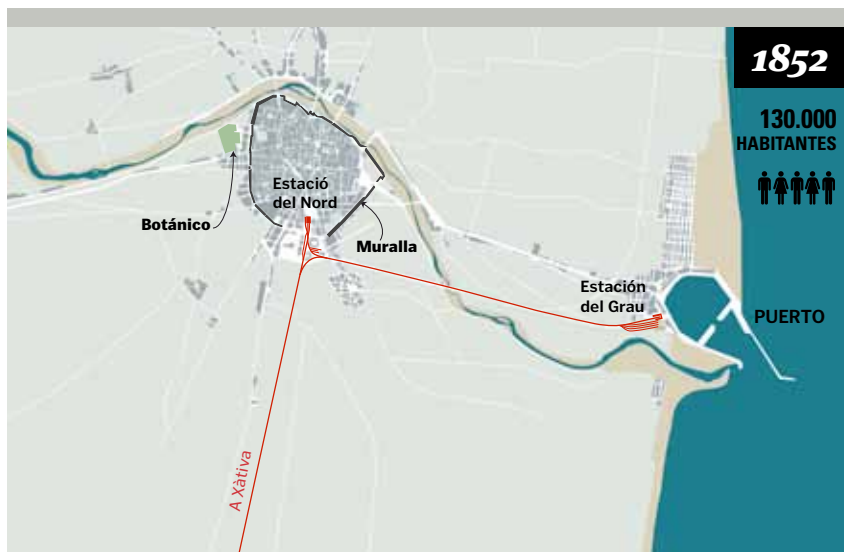 1852
130.000
HABITANTES
Estació
del Nord
Botánico
Muralla
Estación
del Grau
PUERTO
A Xàtiva